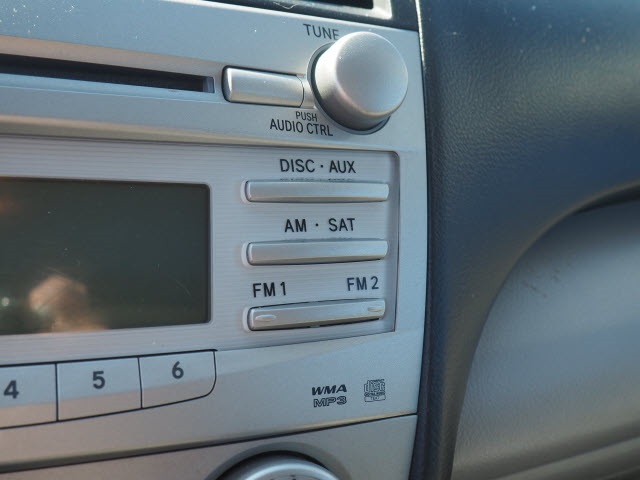 TUNE
PUSH
AUDIO CTRL
DISC · AUX
AM · SAT
FM 1 FM 2
4 5 6
WMA
MP3